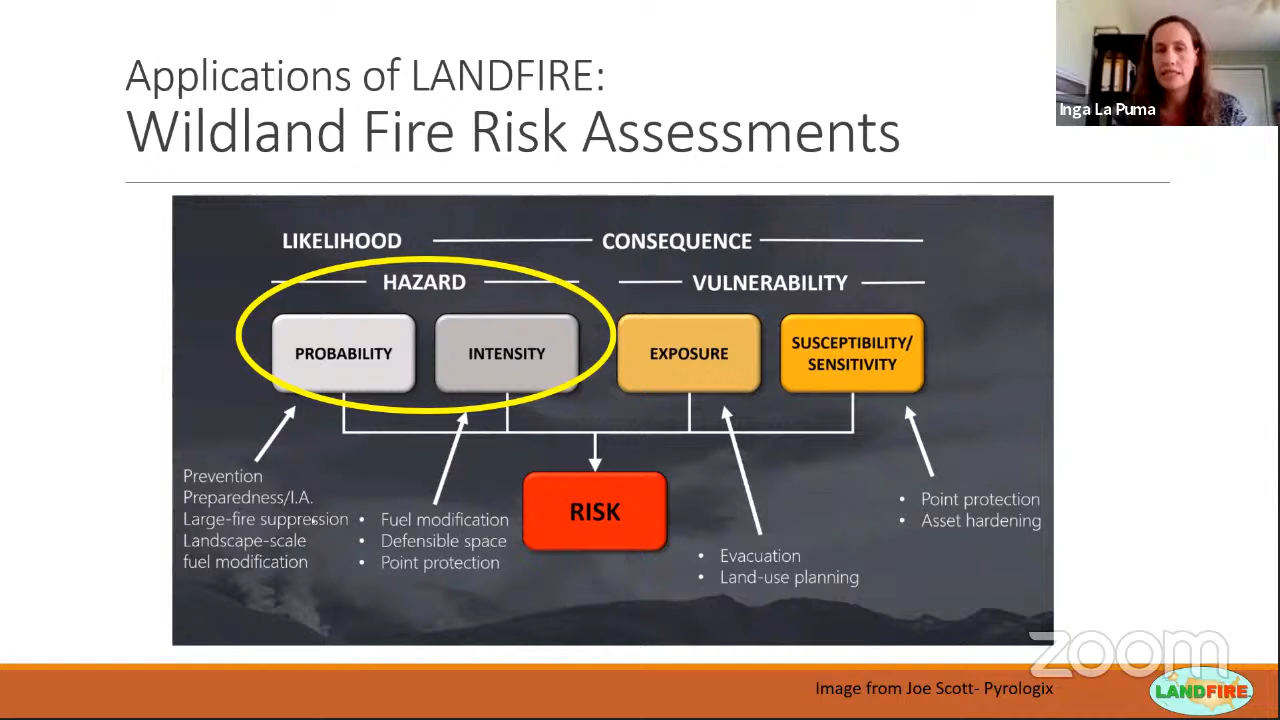 Applications of LANDFIRE:
Wildland Fire Risk Assessments
Inga La Puma
LIKELIHOOD
CONSEQUENCE
HAZARD
VULNERABILITY
PROBABILITY
INTENSITY
EXPOSURE
SUSCEPTIBILITY/
SENSITIVITY
RISK
Prevention
Preparedness/I.A.
Large-fire suppression
Landscape-scale
fuel modification
• Fuel modification
• Defensible space
• Point protection
• Evacuation
• Land-use planning
• Point protection
• Asset hardening
zoom
Image from Joe Scott- Pyrologix
LANDFIRE